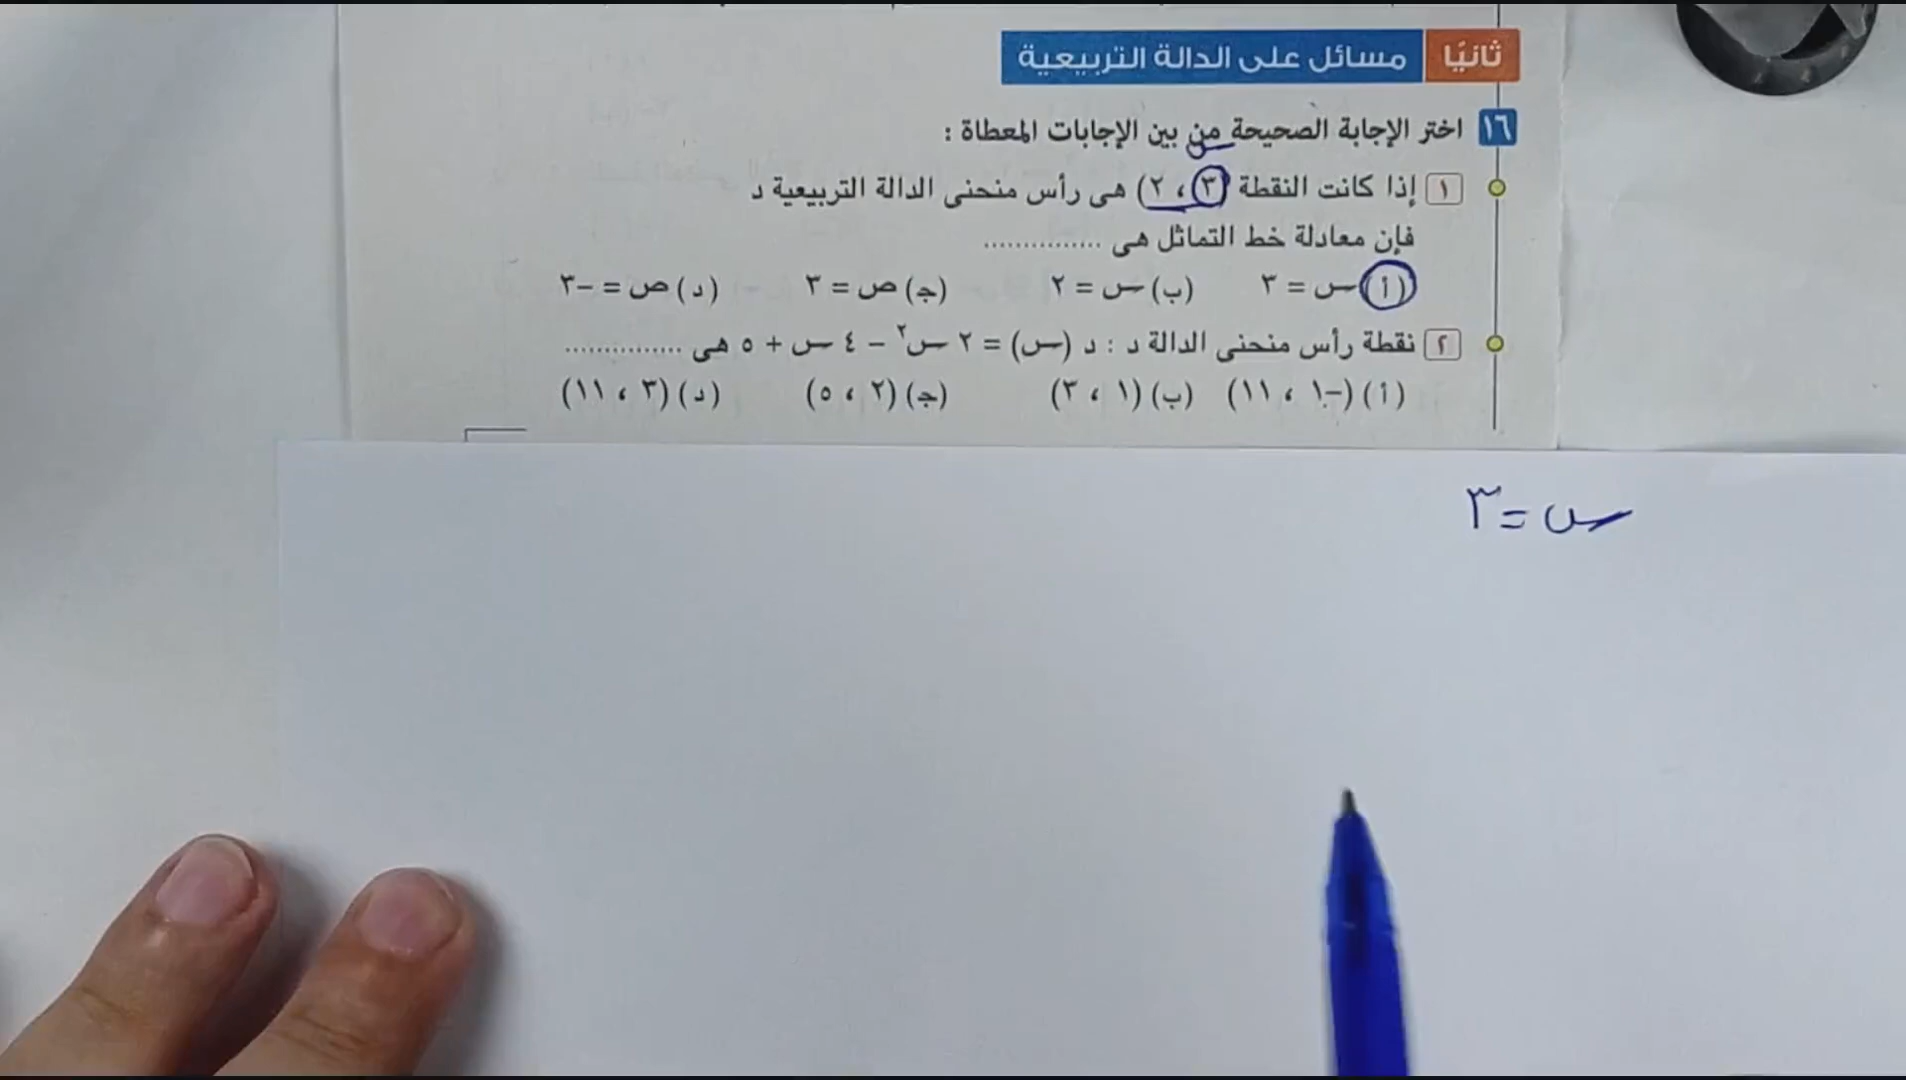 ثانيًا مسائل على الدالة التربيعية
١٦ اختر الإجابة الصحيحة من بين الإجابات المعطاة :
١ إذا كانت النقطة (٣ ، ٢) هى رأس منحنى الدالة التربيعية د
فإن معادلة خط التماثل هى ...............
(أ) س = ٣ (ب) س = ٢ (جـ) ص = ٣ (د) ص = -٣
٢ نقطة رأس منحنى الدالة د : د (س) = ٢ س٢ - ٤ س + ٥ هى ...............
(أ) (-١ ، ١١) (ب) (١ ، ٣) (جـ) (٢ ، ٥) (د) (٣ ، ١١)
س = ٣